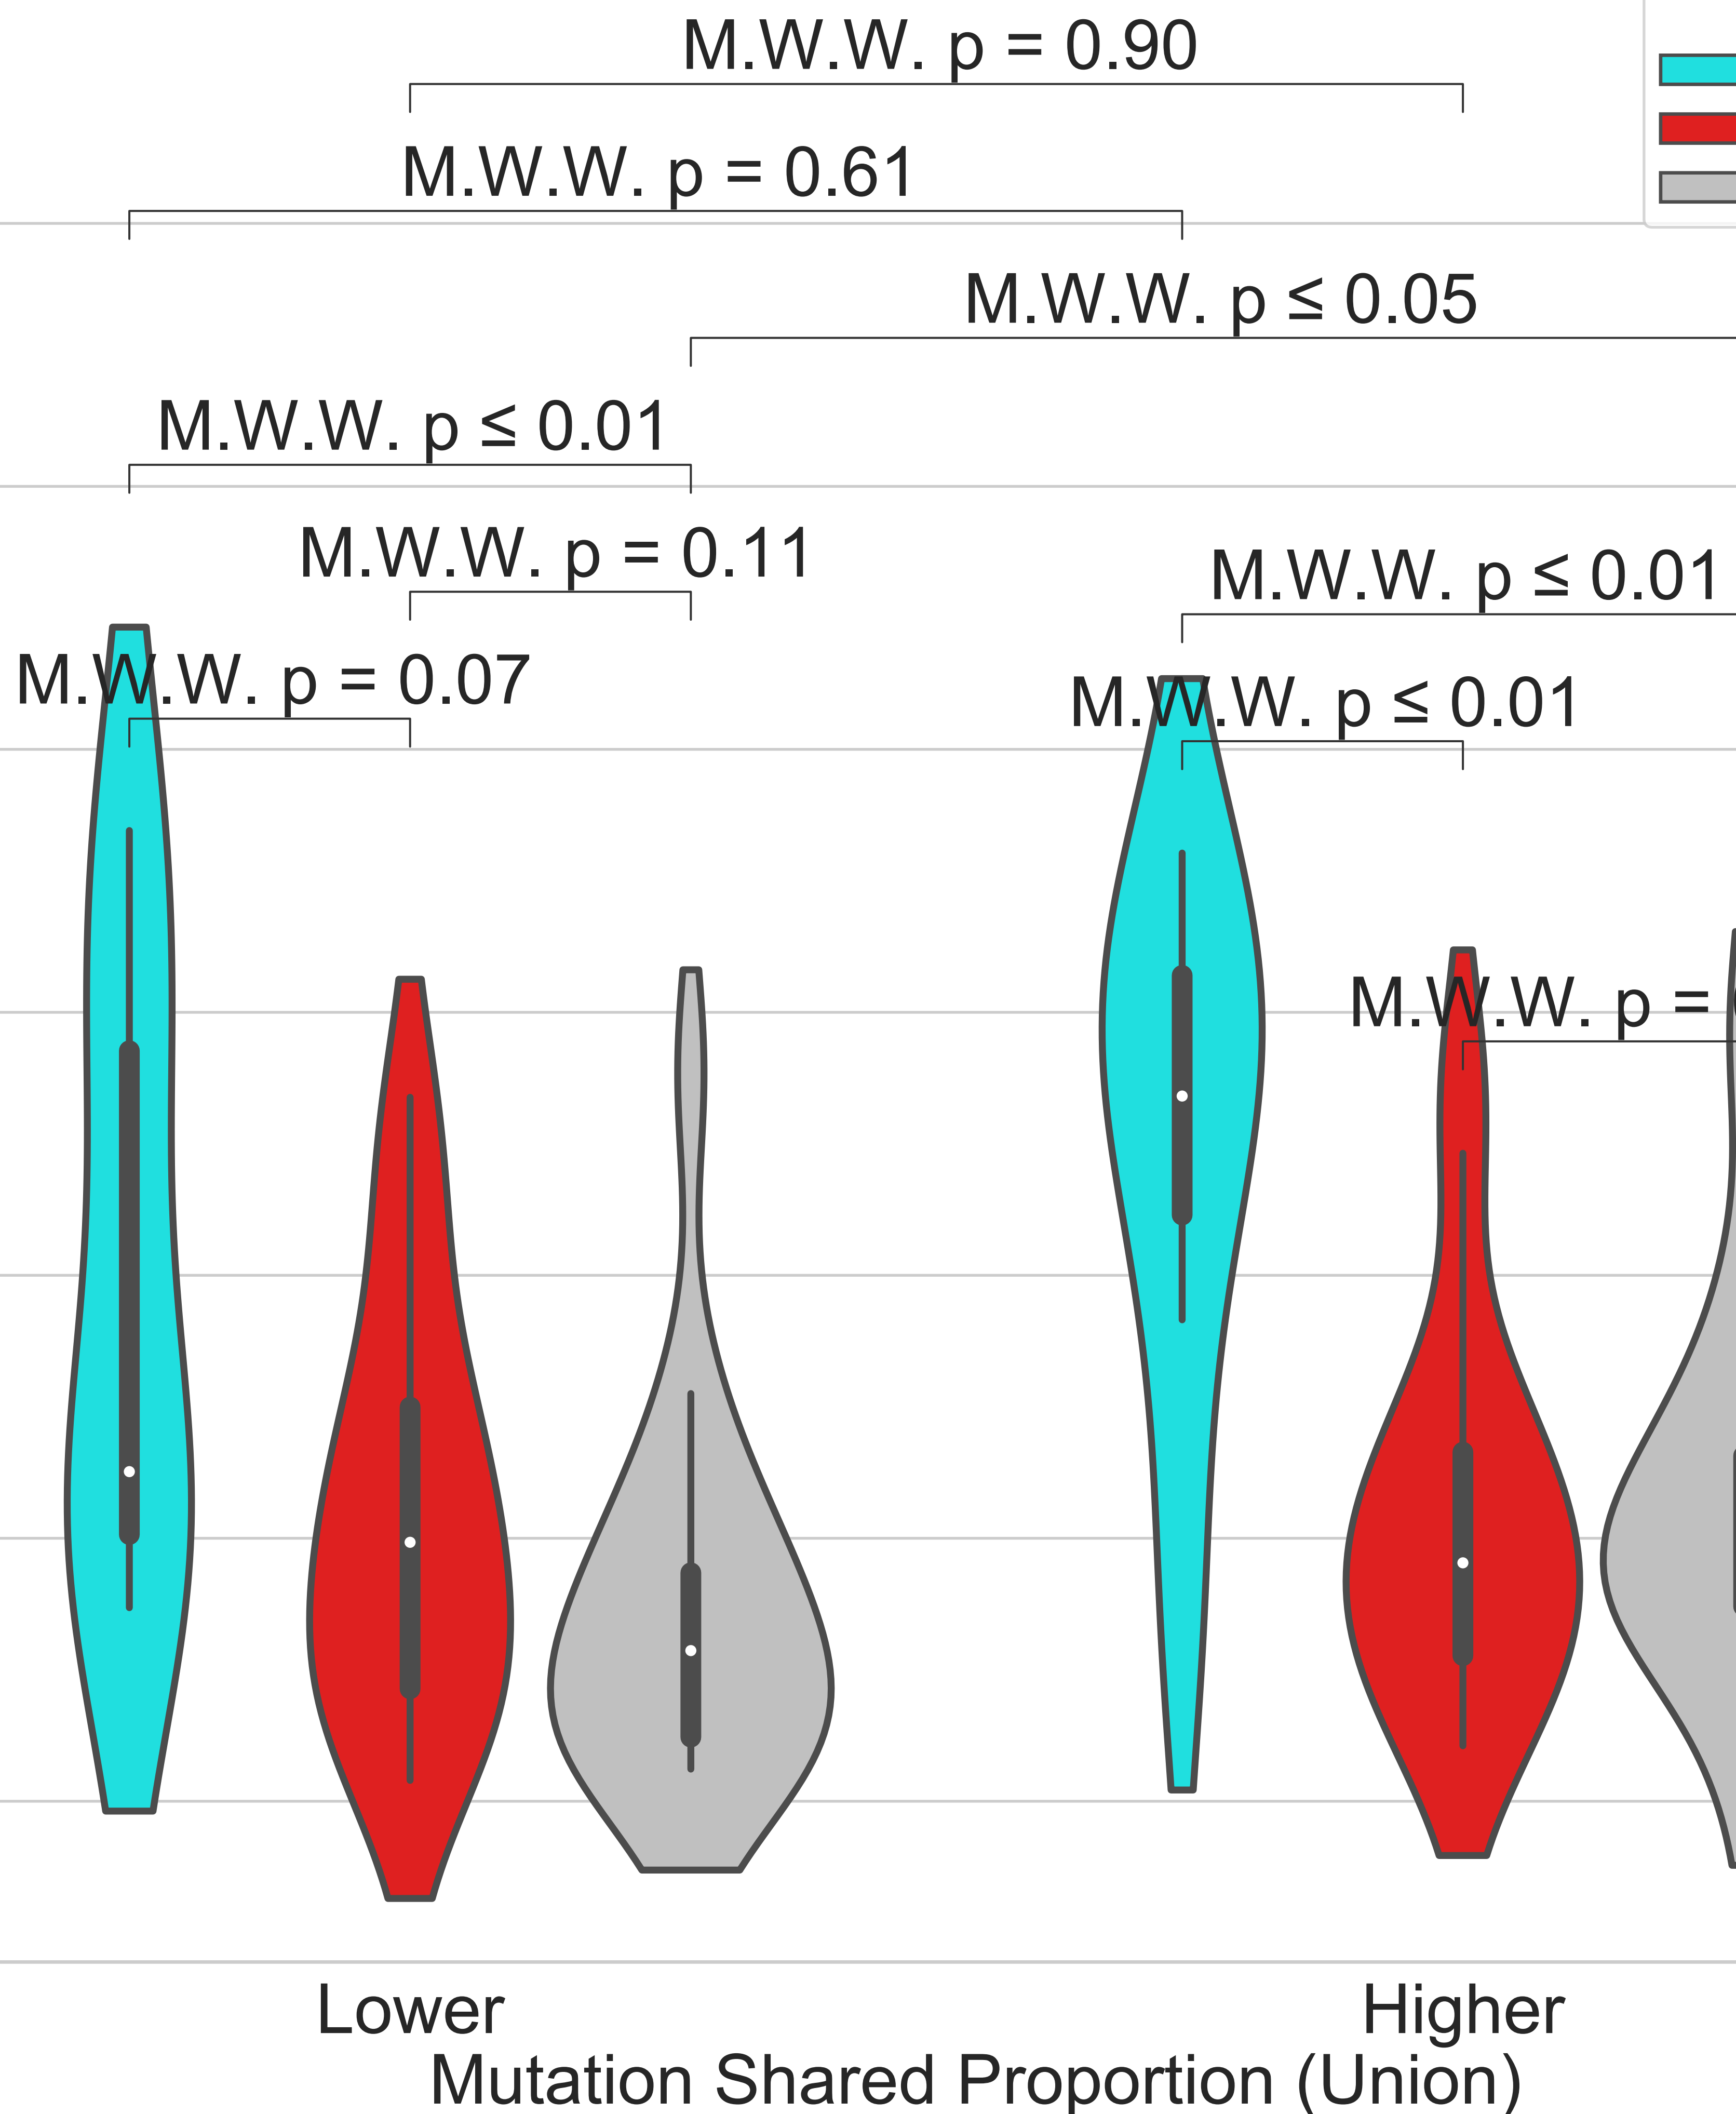 M.W.W. p = 0.90
M.W.W. p = 0.61
M.W.W. p ≤ 0.05
M.W.W. p ≤ 0.01
M.W.W. p = 0.11
M.W.W. p ≤ 0.01
M.W.W. p = 0.07
M.W.W. p ≤ 0.01
M.W.W. p =
Lower
Higher
Mutation Shared Proportion (Union)